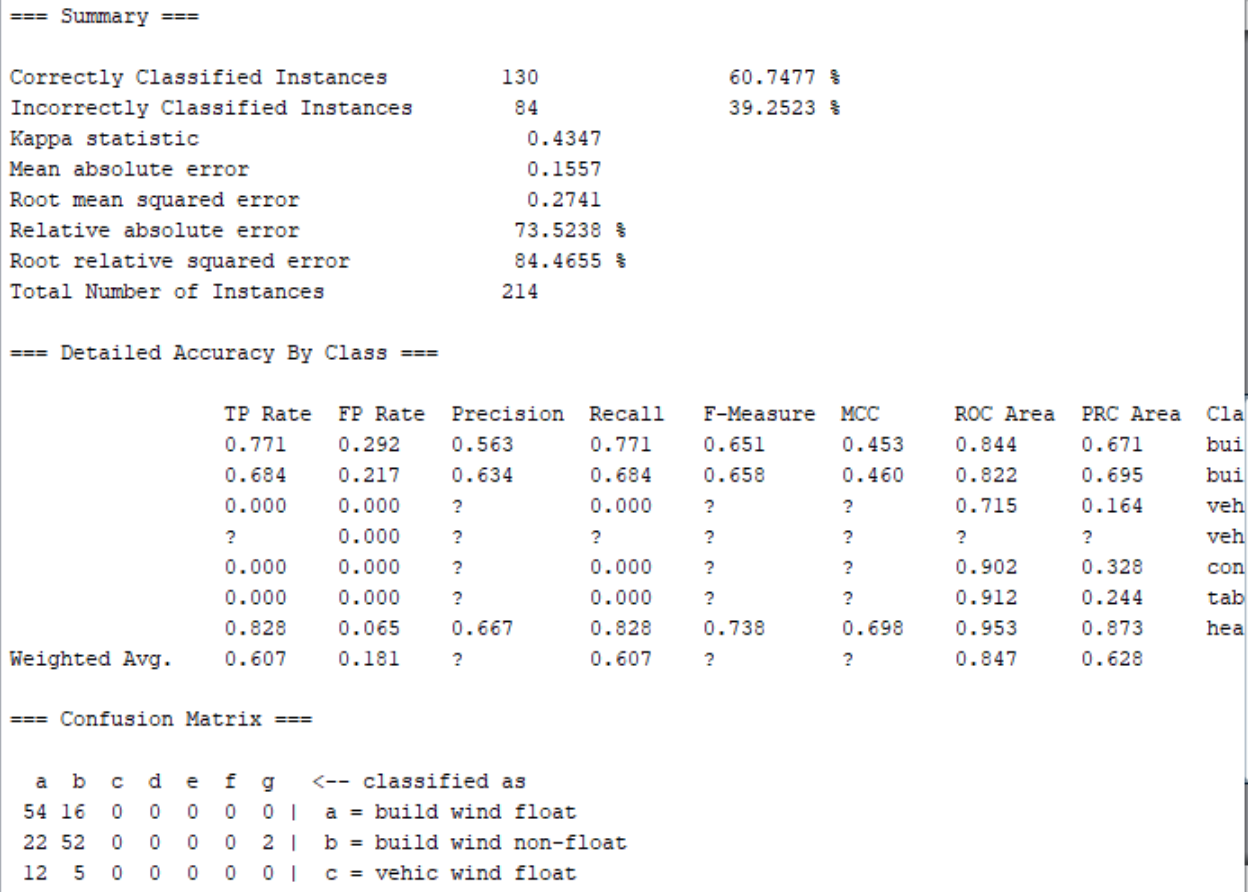 === Summary ===
Correctly Classified Instances 130 60.7477 %
Incorrectly Classified Instances 84 39.2523 %
Kappa statistic 0.4347
Mean absolute error 0.1557
Root mean squared error 0.2741
Relative absolute error 73.5238 %
Root relative squared error 84.4655 %
Total Number of Instances 214
=== Detailed Accuracy By Class ===
TP Rate FP Rate Precision Recall F-Measure MCC ROC Area PRC Area Cla
0.771 0.292 0.563 0.771 0.651 0.453 0.844 0.671 bui
0.684 0.217 0.634 0.684 0.658 0.460 0.822 0.695 bui
0.000 0.000 ? 0.000 ? ? 0.715 0.164 veh
? 0.000 ? ? ? ? ? ? veh
0.000 0.000 ? 0.000 ? ? 0.902 0.328 con
0.000 0.000 ? 0.000 ? ? 0.912 0.244 tab
0.828 0.065 0.667 0.828 0.738 0.698 0.953 0.873 hea
Weighted Avg. 0.607 0.181 ? 0.607 ? ? 0.847 0.628
=== Confusion Matrix ===
a b c d e f g <-- classified as
54 16 0 0 0 0 0 | a = build wind float
22 52 0 0 0 0 2 | b = build wind non-float
12 5 0 0 0 0 0 | c = vehic wind float